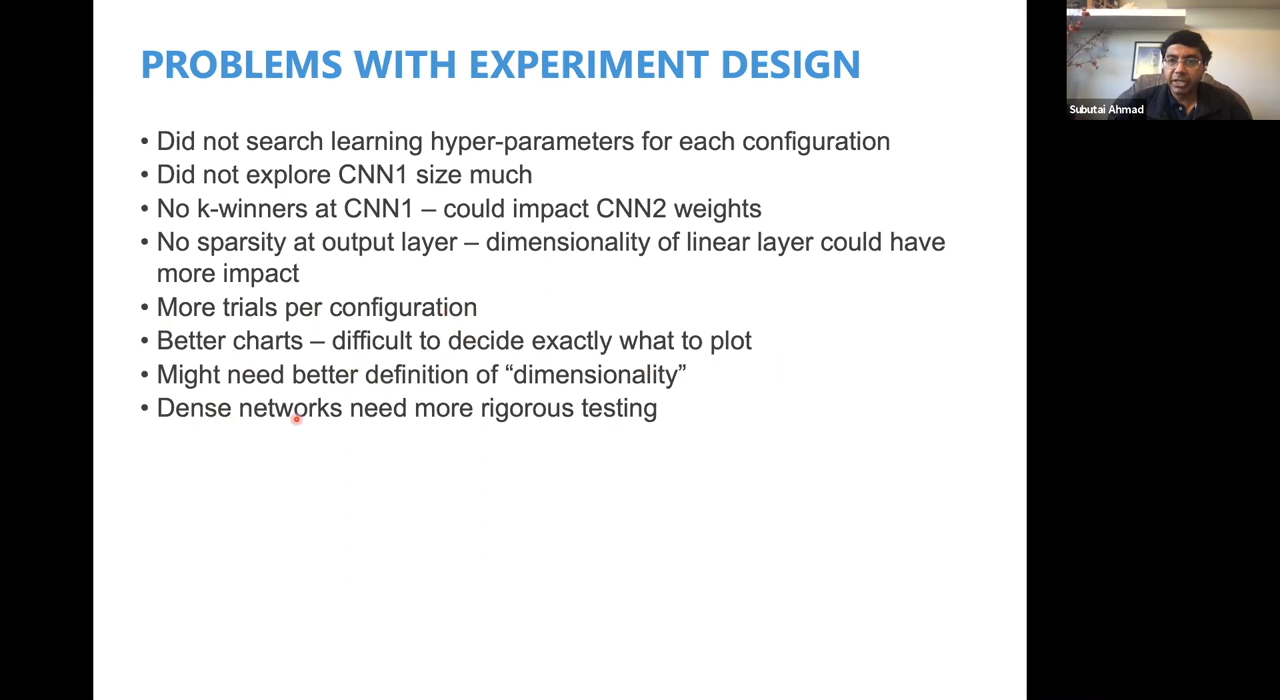 PROBLEMS WITH EXPERIMENT DESIGN
• Did not search learning hyper-parameters for each configuration
• Did not explore CNN1 size much
• No k-winners at CNN1 – could impact CNN2 weights
• No sparsity at output layer – dimensionality of linear layer could have
more impact
• More trials per configuration
• Better charts – difficult to decide exactly what to plot
• Might need better definition of “dimensionality”
• Dense networks need more rigorous testing
Subutai Ahmad